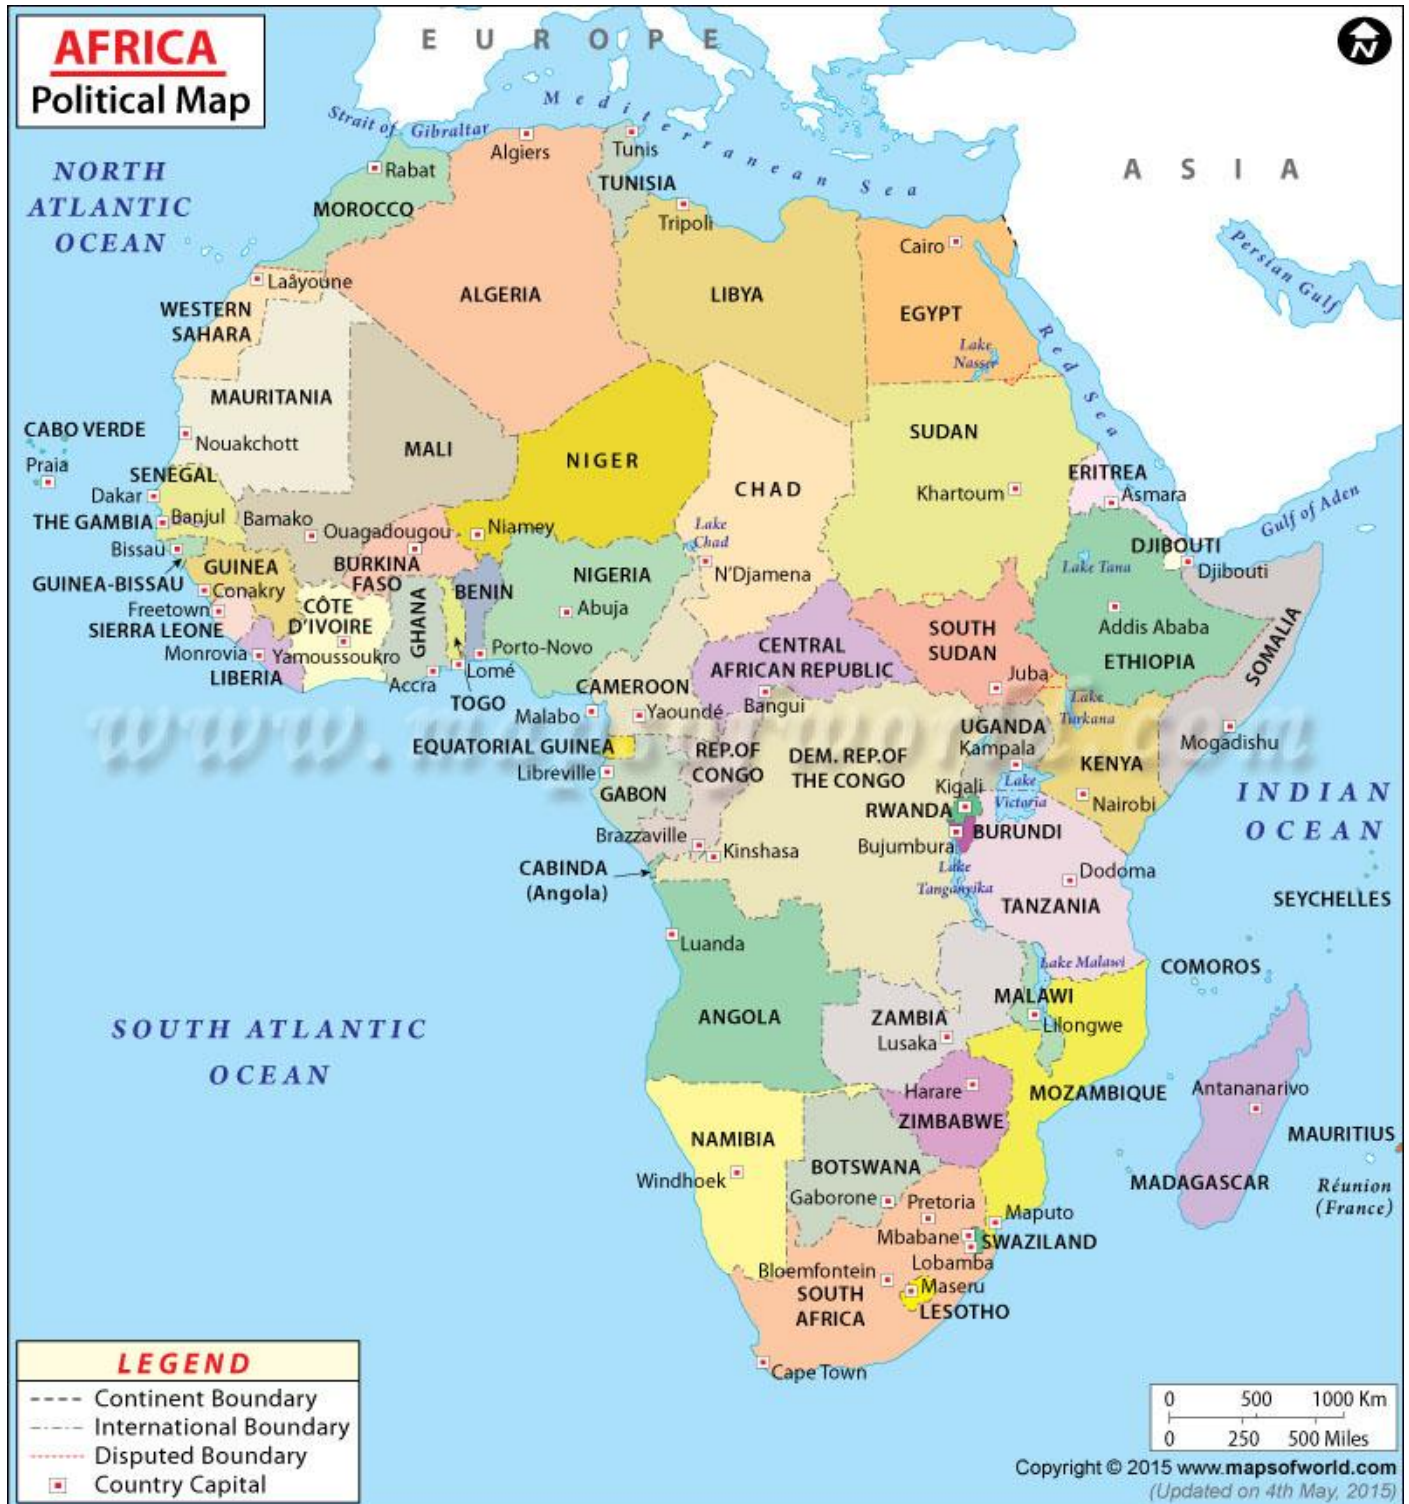 AFRICA
Political Map
EUROPE
N
Strait of Gibraltar
Mediterranean Sea
Algiers
Tunis
ASIA
NORTH
ATLANTIC
OCEAN
Rabat
TUNISIA
MOROCCO
Tripoli
Cairo
Persian Gulf
Laâyoune
ALGERIA
LIBYA
EGYPT
WESTERN
SAHARA
Lake
Nasser
Red Sea
MAURITANIA
CABO VERDE
Nouakchott
MALI
NIGER
SUDAN
Praia
SENEGAL
CHAD
Khartoum
ERITREA
Asmara
Dakar
THE GAMBIA
Banjul
Bamako
Ouagadougou
Niamey
Lake
Chad
Gulf of Aden
Bissau
GUINEA
BURKINA
FASO
NIGERIA
N'Djamena
DJIBOUTI
Lake Tana
Djibouti
GUINEA-BISSAU
Conakry
BENIN
Freetown
CÔTE
D'IVOIRE
GHANA
Abuja
SIERRA LEONE
Addis Ababa
SOUTH
SUDAN
Monrovia
Yamoussoukro
Porto-Novo
CENTRAL
AFRICAN REPUBLIC
ETHIOPIA
SOMALIA
LIBERIA
Accra
Lomé
TOGO
CAMEROON
Juba
Malabo
Yaoundé
Bangui
Lake
Turkana
www.mapsofworld.com
EQUATORIAL GUINEA
REP.OF
CONGO
DEM. REP.OF
THE CONGO
UGANDA
Kampala
Mogadishu
Libreville
KENYA
GABON
Kigali
Lake
Victoria
Nairobi
INDIAN
OCEAN
RWANDA
Brazzaville
Kinshasa
Bujumbura
BURUNDI
CABINDA
(Angola)
Lake
Tanganyika
Dodoma
TANZANIA
SEYCHELLES
Luanda
Lake Malawi
COMOROS
MALAWI
ANGOLA
ZAMBIA
Lusaka
Lilongwe
SOUTH ATLANTIC
OCEAN
Harare
MOZAMBIQUE
Antananarivo
ZIMBABWE
NAMIBIA
MAURITIUS
Windhoek
BOTSWANA
MADAGASCAR
Réunion
(France)
Gaborone
Pretoria
Maputo
Mbabane
SWAZILAND
Lobamba
Bloemfontein
Maseru
SOUTH
AFRICA
LESOTHO
Cape Town
LEGEND
Continent Boundary
International Boundary
Disputed Boundary
Country Capital
0 500 1000 Km
0 250 500 Miles
Copyright © 2015 www.mapsofworld.com
(Updated on 4th May, 2015)